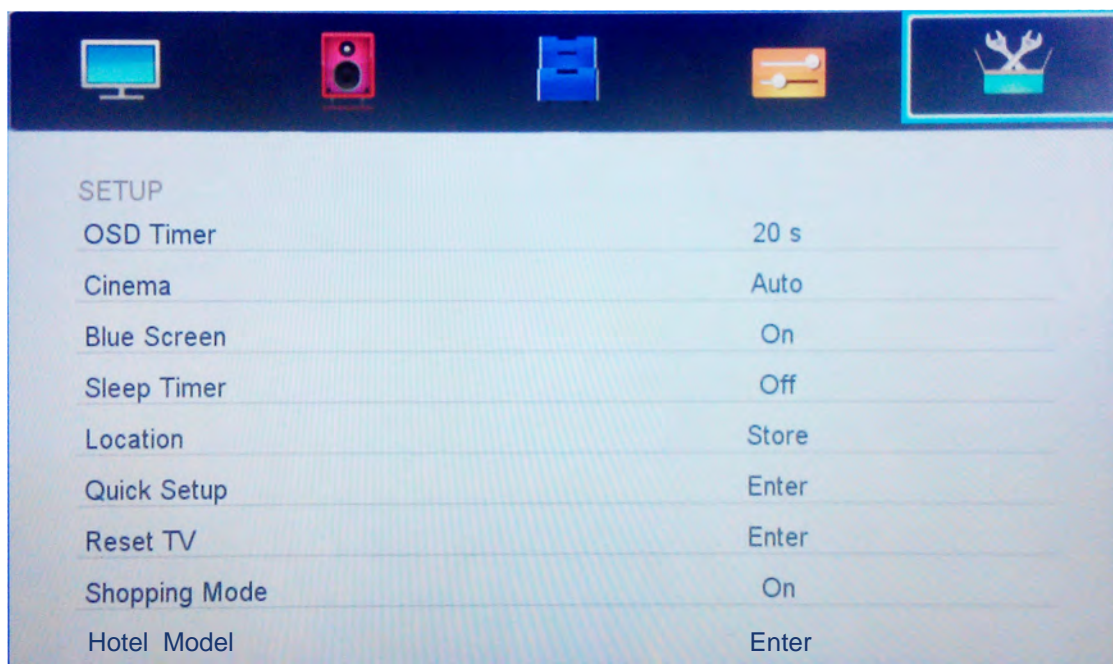 SETUP
OSD Timer 20 s
Cinema Auto
Blue Screen On
Sleep Timer Off
Location Store
Quick Setup Enter
Reset TV Enter
Shopping Mode On
Hotel Model Enter